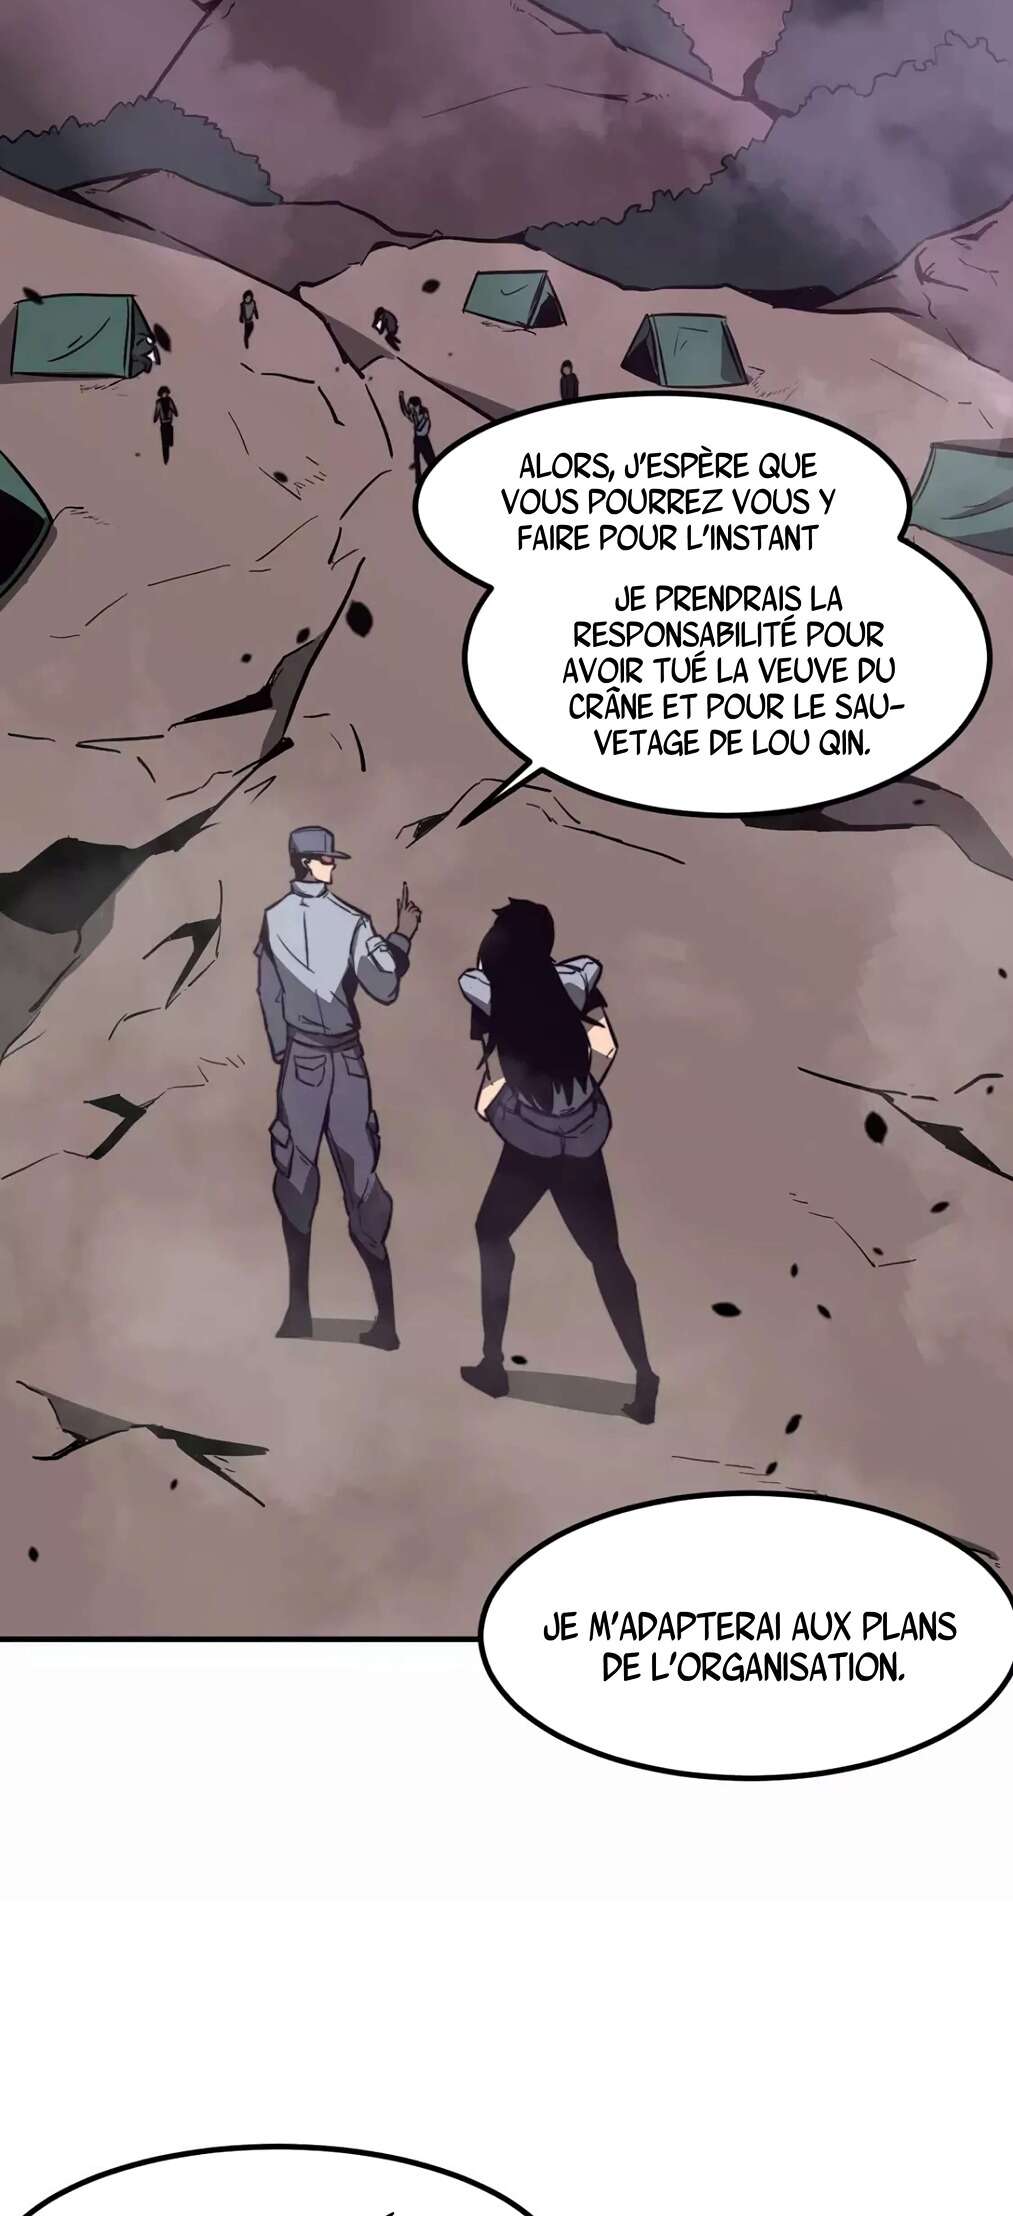 ALORS, J'ESPÈRE QUE
VOUS POURREZ VOUS Y
FAIRE POUR L'INSTANT
JE PRENDRAIS LA
RESPONSABILITÉ POUR
AVOIR TUÉ LA VEUVE DU
CRÂNE ET POUR LE SAU-
VETAGE DE LOU QIN.
JE M'ADAPTERAI AUX PLANS
DE L'ORGANISATION.